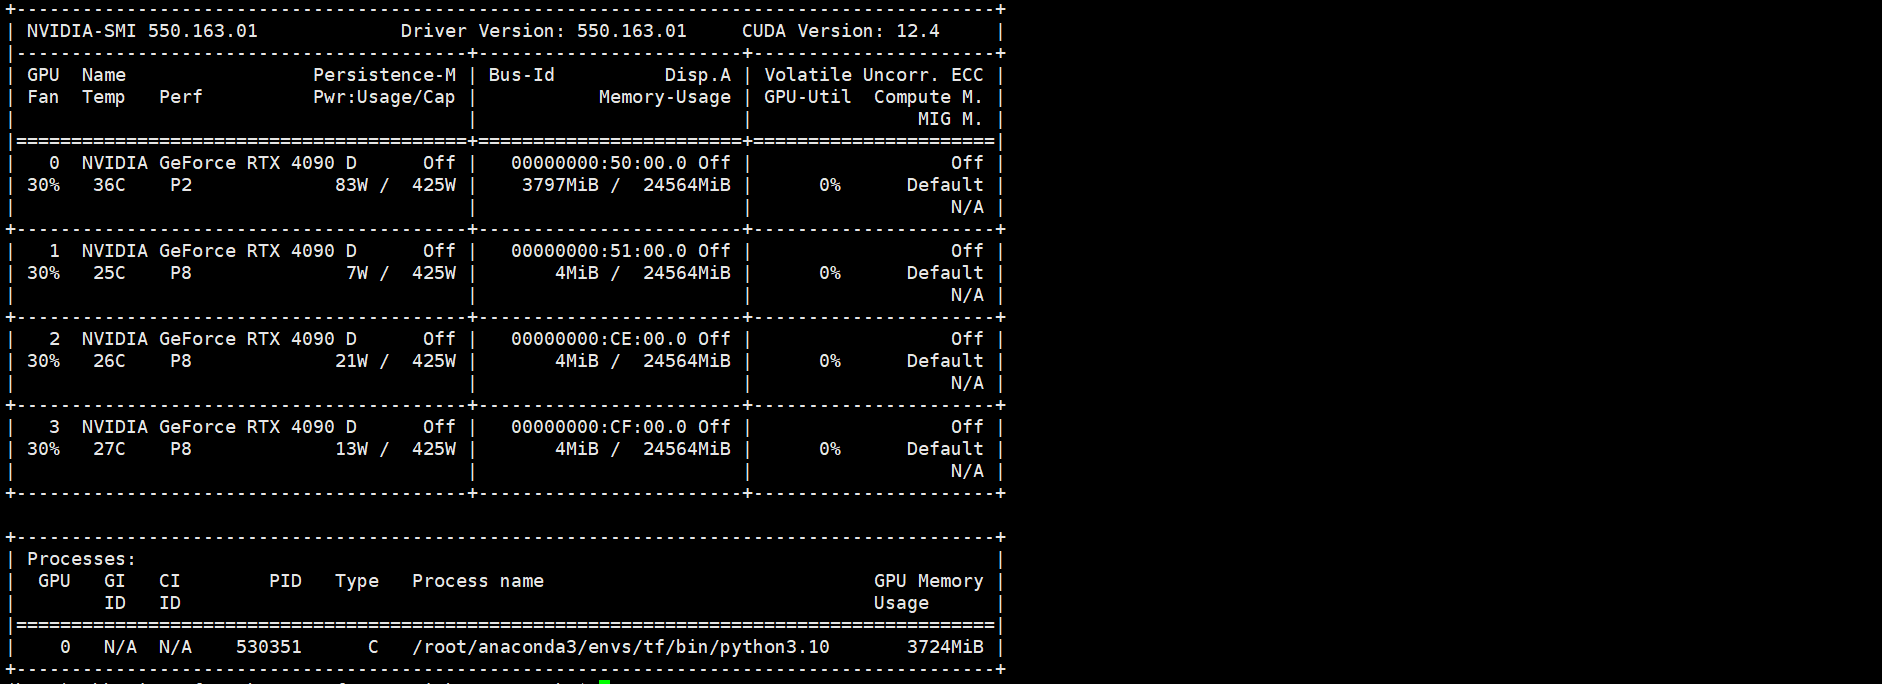 +-----------------------------------------------------------------------------------------+
| NVIDIA-SMI 550.163.01             Driver Version: 550.163.01     CUDA Version: 12.4     |
|-----------------------------------------+------------------------+----------------------+
| GPU  Name                 Persistence-M | Bus-Id          Disp.A | Volatile Uncorr. ECC |
| Fan  Temp   Perf          Pwr:Usage/Cap |           Memory-Usage | GPU-Util  Compute M. |
|                                         |                        |               MIG M. |
|=========================================+========================+======================|
|   0  NVIDIA GeForce RTX 4090 D      Off |   00000000:50:00.0 Off |                  Off |
| 30%   36C    P2             83W /  425W |    3797MiB /  24564MiB |      0%      Default |
|                                         |                        |                  N/A |
+-----------------------------------------+------------------------+----------------------+
|   1  NVIDIA GeForce RTX 4090 D      Off |   00000000:51:00.0 Off |                  Off |
| 30%   25C    P8              7W /  425W |       4MiB /  24564MiB |      0%      Default |
|                                         |                        |                  N/A |
+-----------------------------------------+------------------------+----------------------+
|   2  NVIDIA GeForce RTX 4090 D      Off |   00000000:CE:00.0 Off |                  Off |
| 30%   26C    P8             21W /  425W |       4MiB /  24564MiB |      0%      Default |
|                                         |                        |                  N/A |
+-----------------------------------------+------------------------+----------------------+
|   3  NVIDIA GeForce RTX 4090 D      Off |   00000000:CF:00.0 Off |                  Off |
| 30%   27C    P8             13W /  425W |       4MiB /  24564MiB |      0%      Default |
|                                         |                        |                  N/A |
+-----------------------------------------+------------------------+----------------------+

+-----------------------------------------------------------------------------------------+
| Processes:                                                                              |
|  GPU   GI   CI        PID   Type   Process name                              GPU Memory |
|        ID   ID                                                               Usage      |
|=========================================================================================|
|    0   N/A  N/A    530351      C   /root/anaconda3/envs/tf/bin/python3.10       3724MiB |
+-----------------------------------------------------------------------------------------+